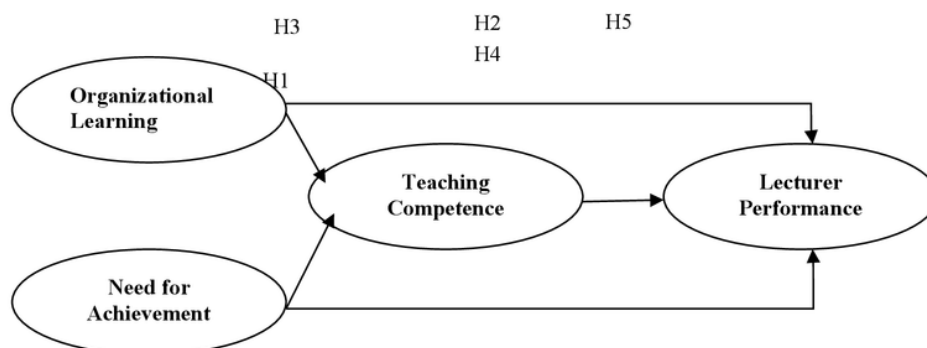 H3 H2 H5
H4
H1
Organizational
Learning
Teaching
Competence
Lecturer
Performance
Need for
Achievement